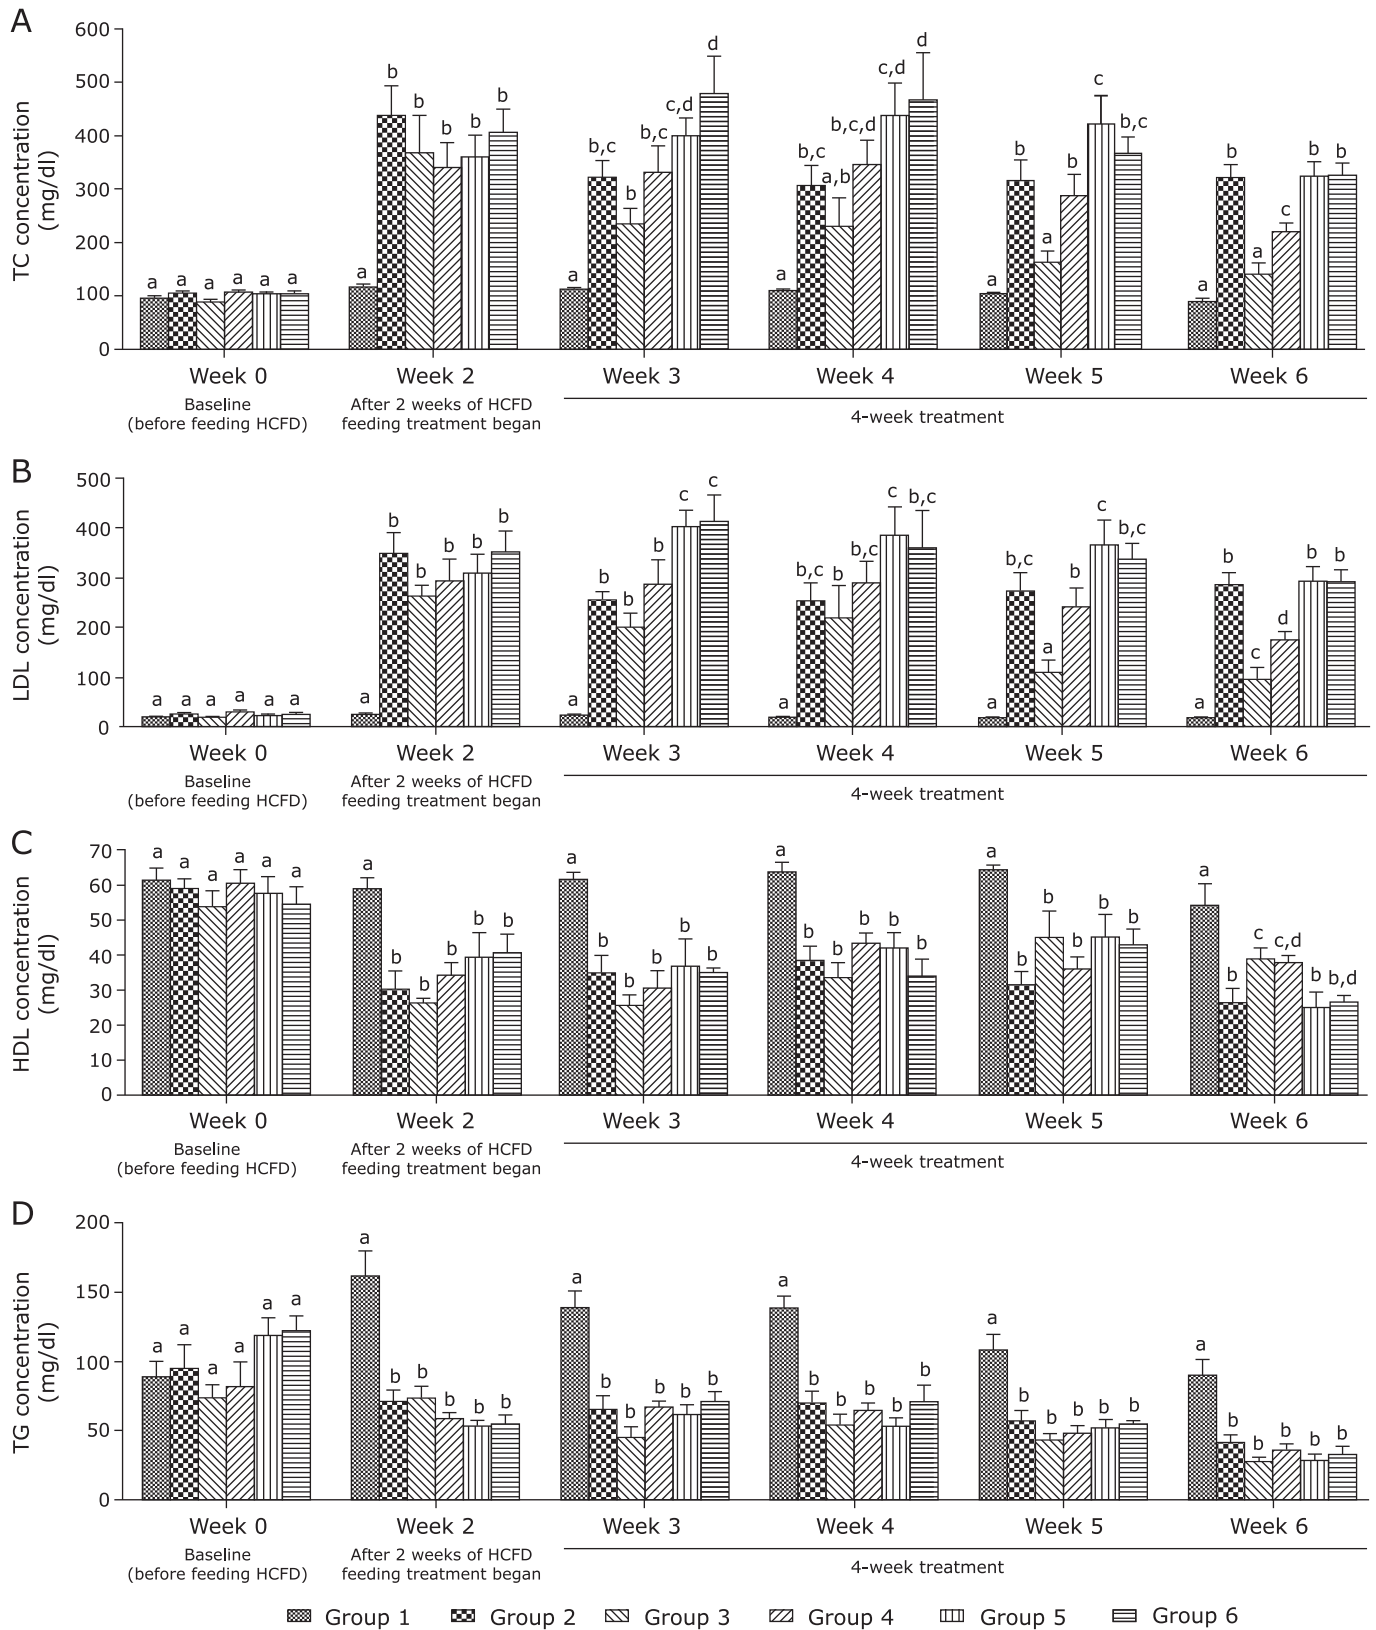 A
TC concentration
(mg/dl)
600
500
400
300
200
100
0
a a a a a a
a b b b b b
a b,c b b,c c,d d
a b,c a,b b,c,d c,d d
a b a b c b,c
a b a c b b
Week 0 Week 2 Week 3 Week 4 Week 5 Week 6
Baseline
(before feeding HCFD)
After 2 weeks of HCFD
feeding treatment began
4-week treatment
B
LDL concentration
(mg/dl)
500
400
300
200
100
0
a a a a a a
a b b b b b
a b b b c c
a b,c b b,c c b,c
a b,c a b c b,c
a b c d b b
Week 0 Week 2 Week 3 Week 4 Week 5 Week 6
Baseline
(before feeding HCFD)
After 2 weeks of HCFD
feeding treatment began
4-week treatment
C
HDL concentration
(mg/dl)
70
60
50
40
30
20
10
0
a a a a a a
a b b b b b
a b b b b b
a b b b b b
a b b b b b
a b c c,d b b,d
Week 0 Week 2 Week 3 Week 4 Week 5 Week 6
Baseline
(before feeding HCFD)
After 2 weeks of HCFD
feeding treatment began
4-week treatment
D
TG concentration
(mg/dl)
200
150
100
50
0
a a a a a a
a b b b b b
a b b b b b
a b b b b b
a b b b b b
a b b b b b
Week 0 Week 2 Week 3 Week 4 Week 5 Week 6
Baseline
(before feeding HCFD)
After 2 weeks of HCFD
feeding treatment began
4-week treatment
Group 1 Group 2 Group 3 Group 4 Group 5 Group 6